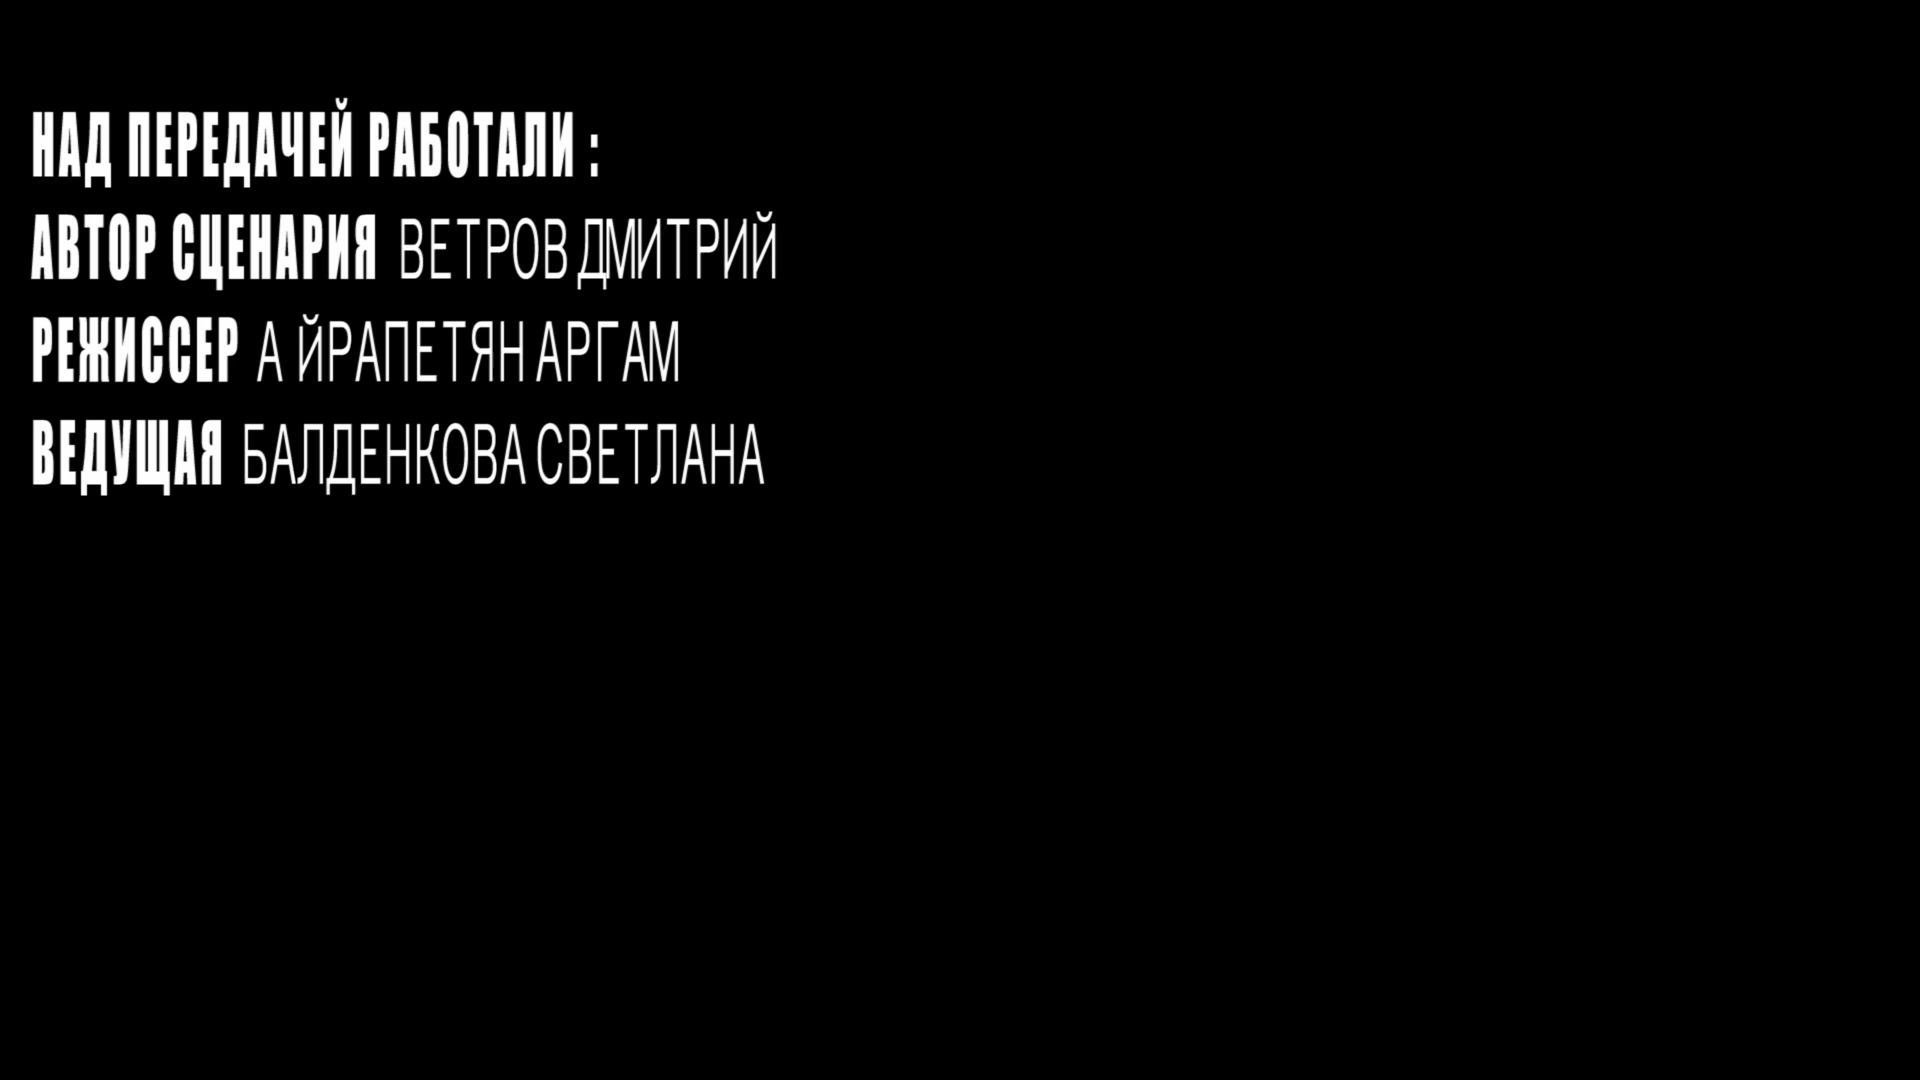 НАД ПЕРЕДАЧЕЙ РАБОТАЛИ :
АВТОР СЦЕНАРИЯ ВЕТРОВ ДМИТРИЙ
РЕЖИССЕР А ЙРАПЕТЯН АРГАМ
ВЕДУЩАЯ БАЛДЕНКОВА СВЕТЛАНА